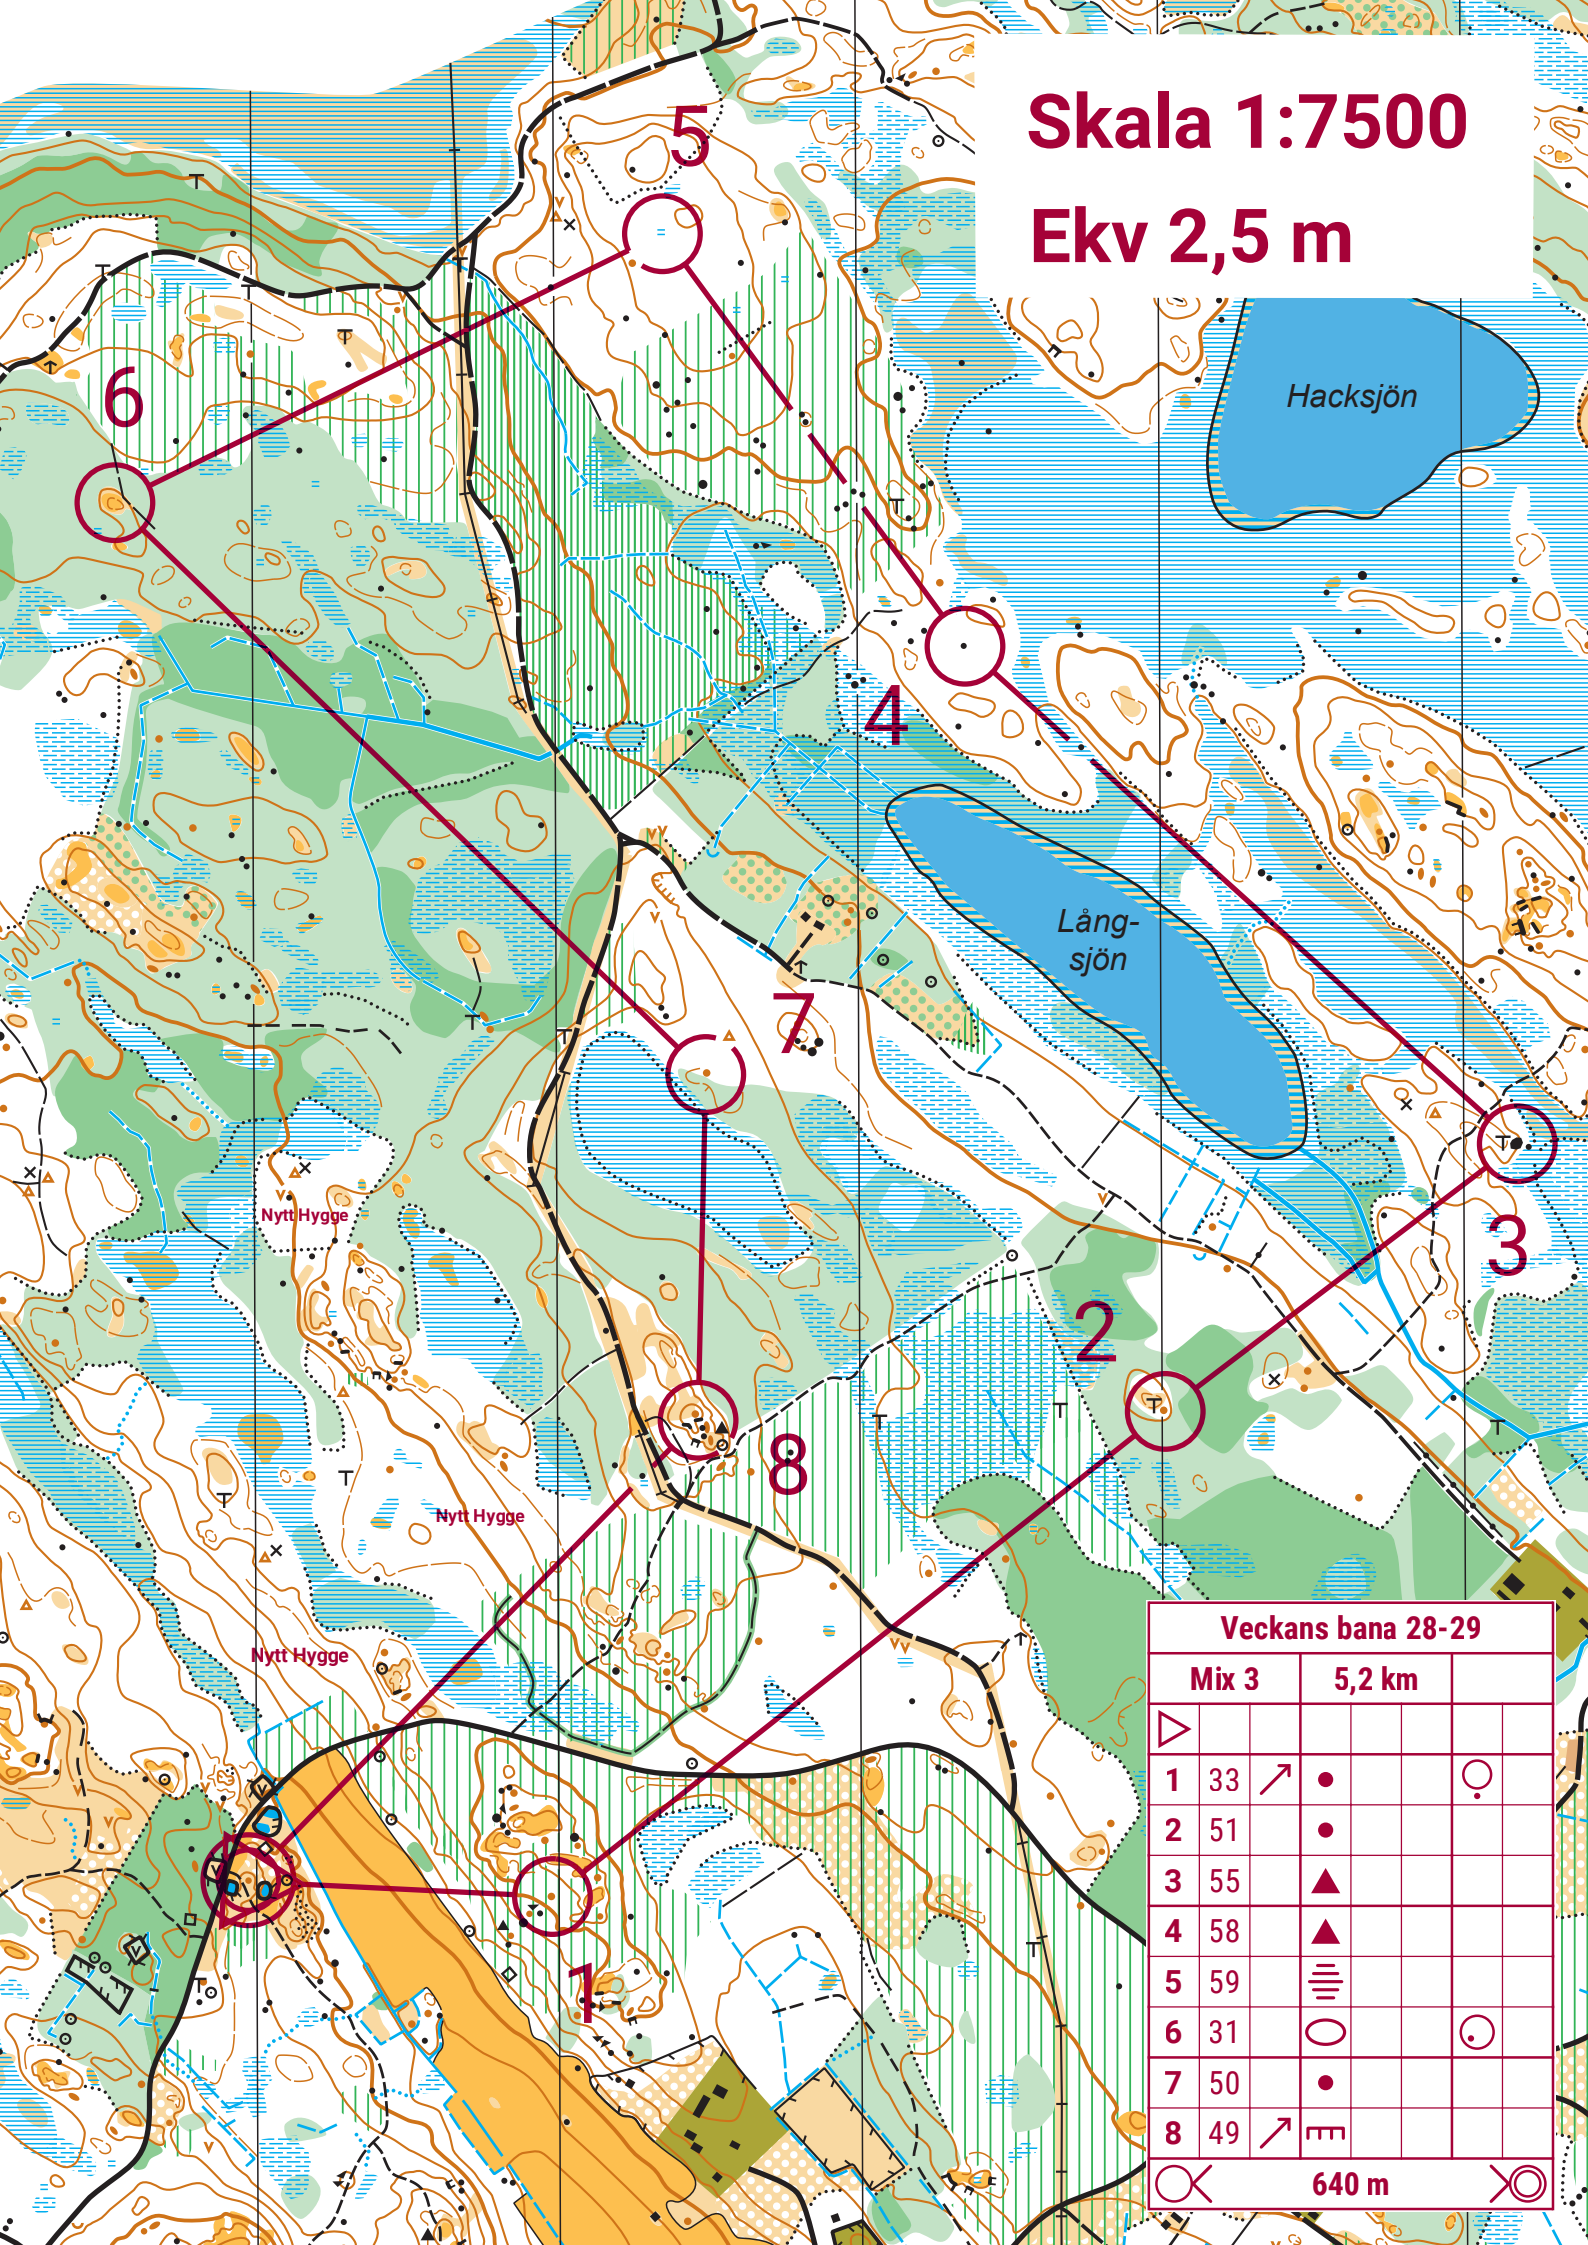 Skala 1:7500
Ekv 2,5 m
5
Hacksjön
6
4
Lång-
sjön
7
3
Nytt Hygge
2
8
Nytt Hygge
Nytt Hygge
1
Veckans bana 28-29
Mix 3 5,2 km
1 33
2 51
3 55
4 58
5 59
6 31
7 50
8 49
640 m